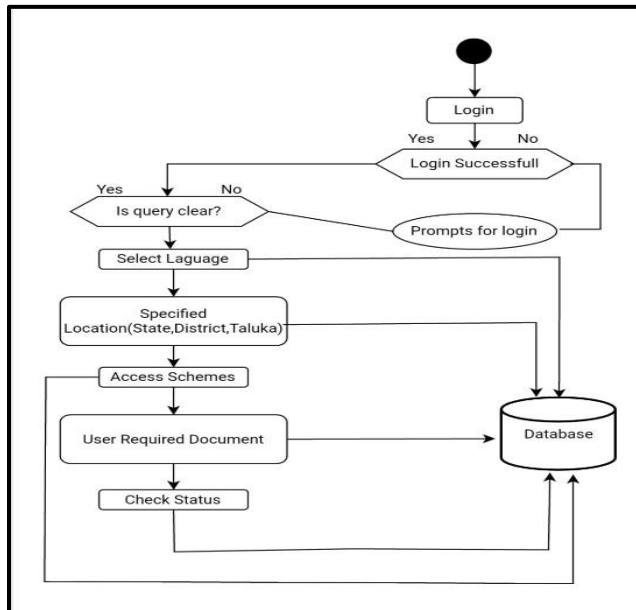 Login
Yes No
Login Successfull
Yes No
Is query clear?
Prompts for login
Select Laguage
Specified
Location(State,District,Taluka)
Access Schemes
User Required Document
Database
Check Status